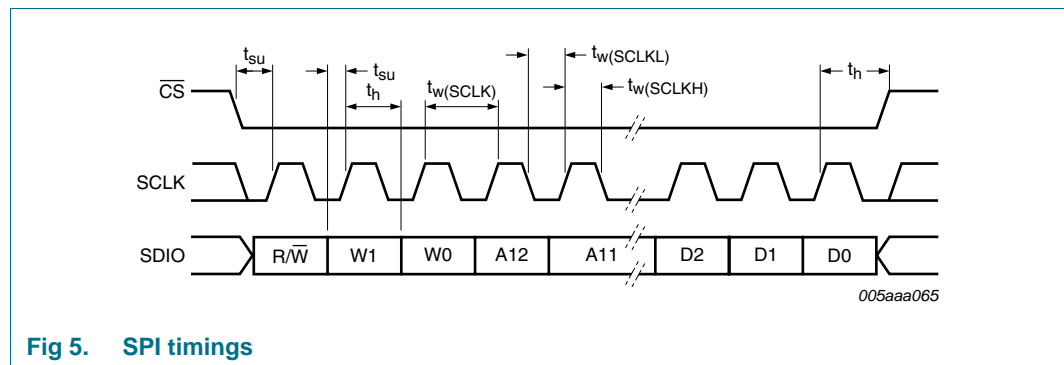 tsu tsu tw(SCLKL) th
th tw(SCLK) tw(SCLKH)
CS
SCLK
SDIO R/W W1 W0 A12 A11 D2 D1 D0
005aaa065
Fig 5. SPI timings